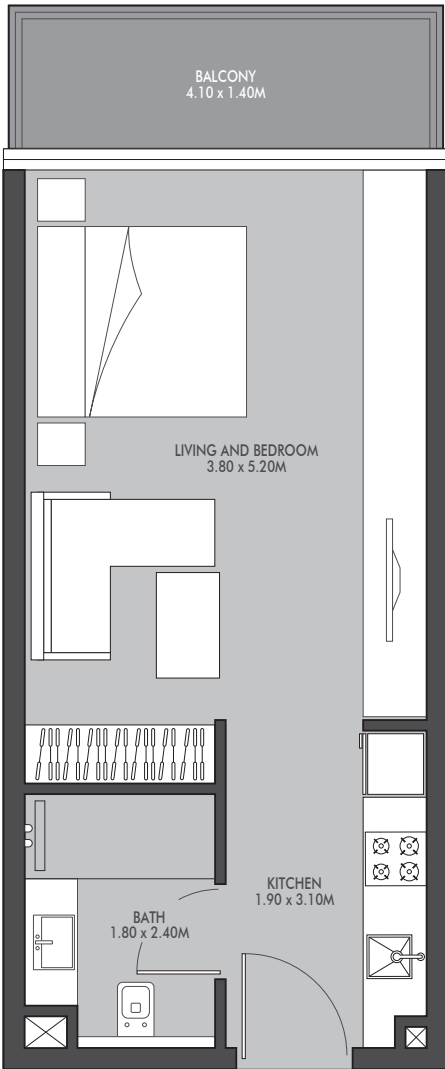 BALCONY
4.10 x 1.40M
LIVING AND BEDROOM
3.80 x 5.20M
KITCHEN
1.90 x 3.10M
BATH
1.80 x 2.40M